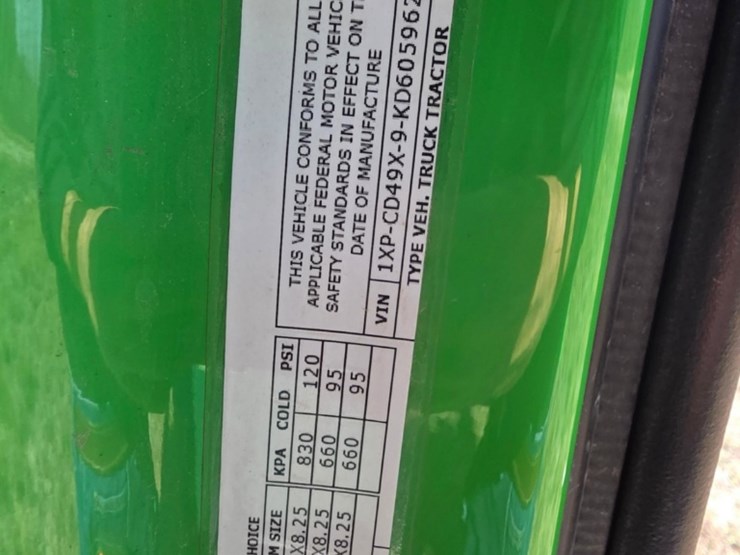 HOICE
M SIZE KPA COLD PSI
X8.25 830 120
X8.25 660 95
X8.25 660 95
THIS VEHICLE CONFORMS TO ALL
APPLICABLE FEDERAL MOTOR VEHIC
SAFETY STANDARDS IN EFFECT ON T
DATE OF MANUFACTURE
VIN 1XP-CD49X-9-KD605962
TYPE VEH. TRUCK TRACTOR